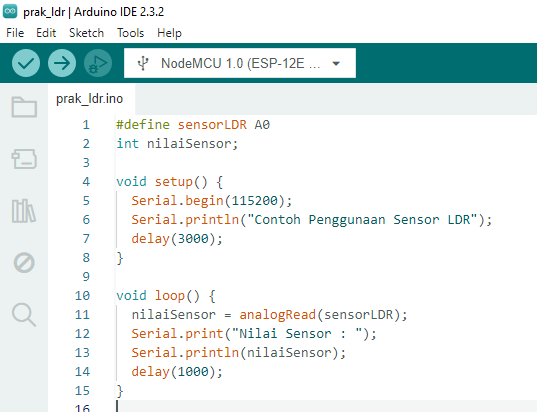 prak_ldr | Arduino IDE 2.3.2
File Edit Sketch Tools Help
NodeMCU 1.0 (ESP-12E ...
prak_ldr.ino
1 #define sensorLDR A0
2 int nilaiSensor;
3
4 void setup() {
5 Serial.begin(115200);
6 Serial.println("Contoh Penggunaan Sensor LDR");
7 delay(3000);
8 }
9
10 void loop() {
11 nilaiSensor = analogRead(sensorLDR);
12 Serial.print("Nilai Sensor : ");
13 Serial.println(nilaiSensor);
14 delay(1000);
15 }
16